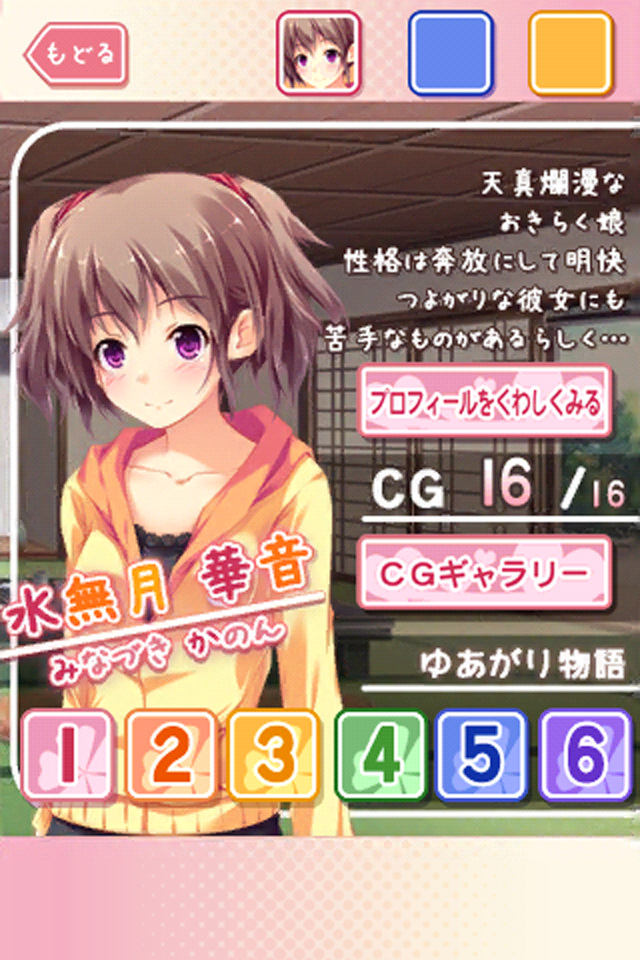 もどる
天真爛漫な
おきらく娘
性格は奔放にして明快
つよがりな彼女にも
苦手なものがあるらしく…
プロフィールをくわしくみる
CG 16/16
CGギャラリー
水無月 華音
みなづき かのん
ゆあがり物語
1 2 3 4 5 6